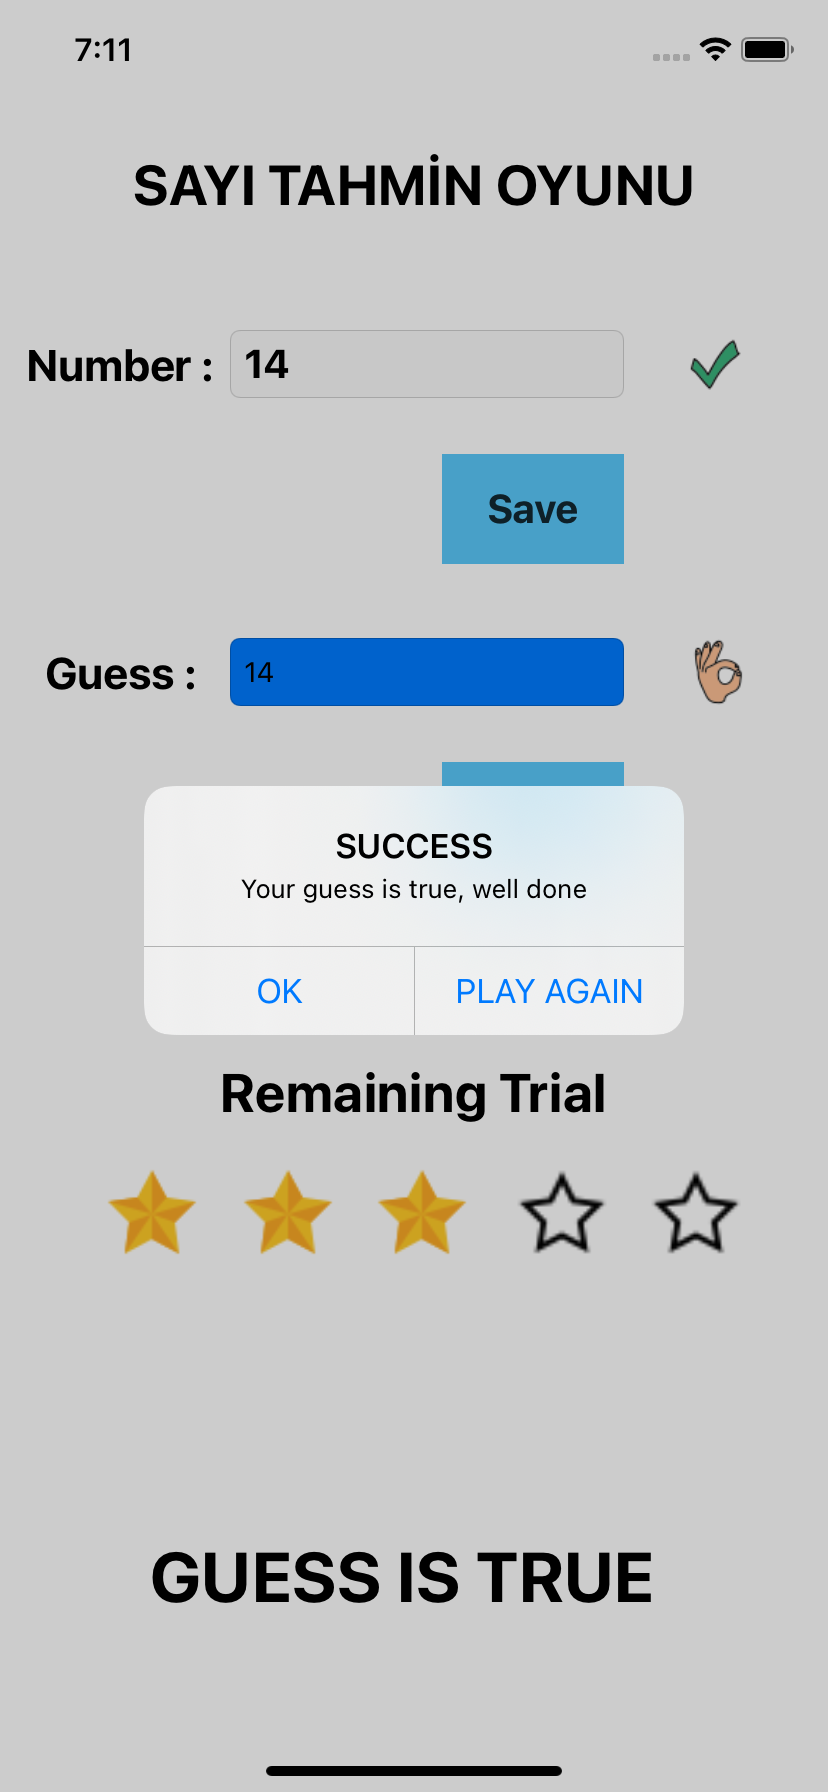 7:11
SAYI TAHMİN OYUNU
Number : 14
Save
Guess : 14
SUCCESS
Your guess is true, well done
OK PLAY AGAIN
Remaining Trial
GUESS IS TRUE